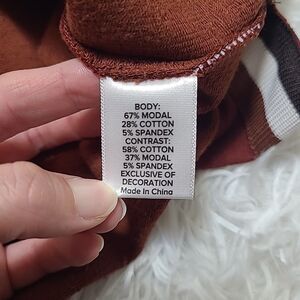 BODY:
67% MODAL
28% COTTON
5% SPANDEX
CONTRAST:
58% COTTON
37% MODAL
5% SPANDEX
EXCLUSIVE OF
DECORATION
Made In China